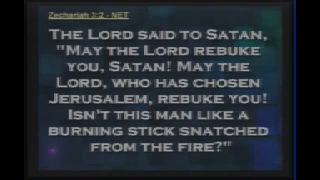 Zechariah 3:2 - NET
The Lord said to Satan,
"May the Lord rebuke
you, Satan! May the
Lord, who has chosen
Jerusalem, rebuke you!
Isn't this man like a
burning stick snatched
from the fire?"